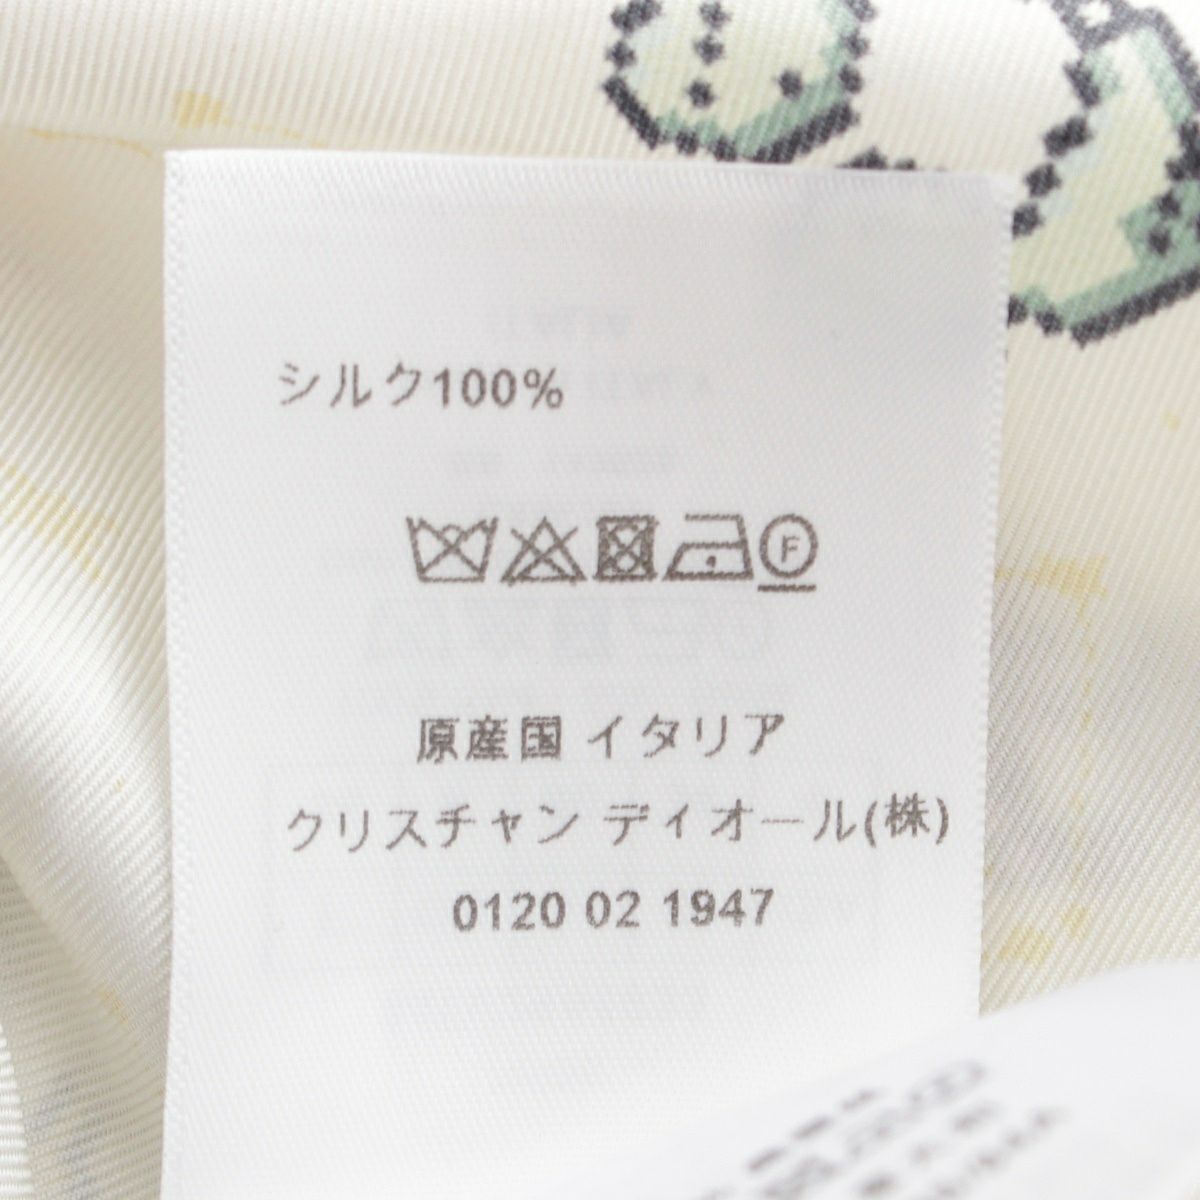 シルク100%
F
原産国 イタリア
クリスチャン ディオール(株)
0120 02 1947